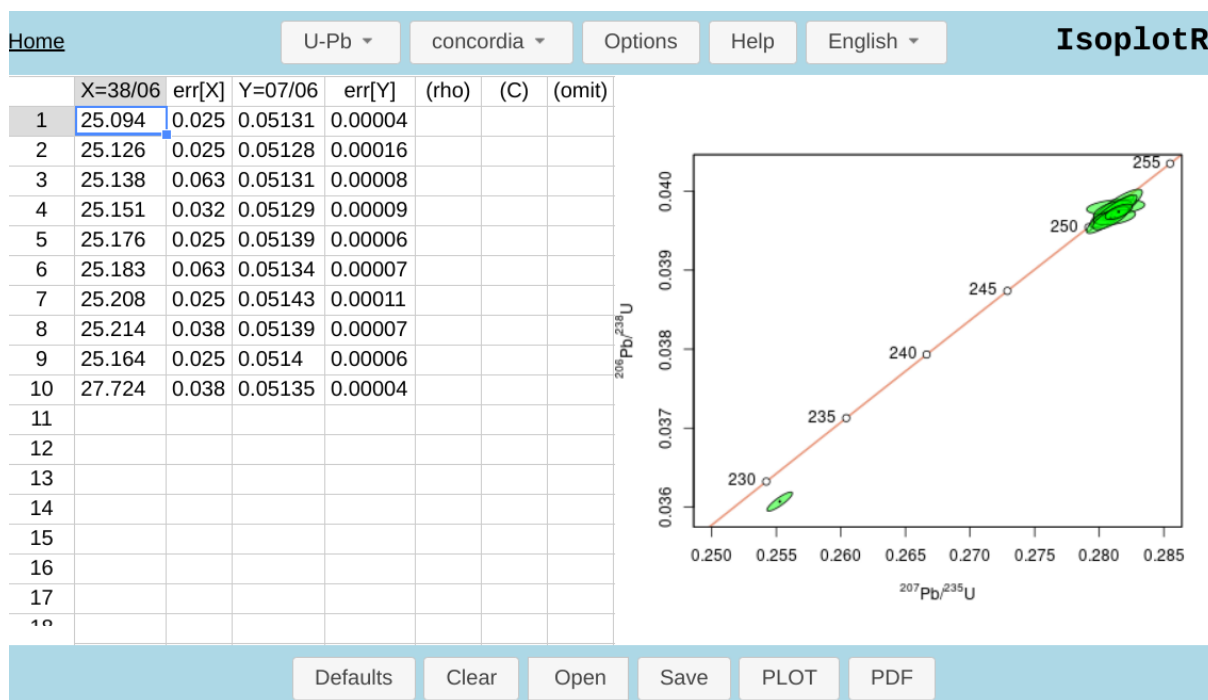 Home U-Pb concordia Options Help English IsoplotR
X=38/06 err[X] Y=07/06 err[Y] (rho) (C) (omit)
1 25.094 0.025 0.05131 0.00004
2 25.126 0.025 0.05128 0.00016
3 25.138 0.063 0.05131 0.00008
4 25.151 0.032 0.05129 0.00009
5 25.176 0.025 0.05139 0.00006
6 25.183 0.063 0.05134 0.00007
7 25.208 0.025 0.05143 0.00011
8 25.214 0.038 0.05139 0.00007
9 25.164 0.025 0.0514 0.00006
10 27.724 0.038 0.05135 0.00004
11
12
13
14
15
16
17
18
255
250
245
240
235
230
0.040
0.039
0.038
0.037
0.036
206Pb/238U
0.250 0.255 0.260 0.265 0.270 0.275 0.280 0.285
207Pb/235U
Defaults Clear Open Save PLOT PDF